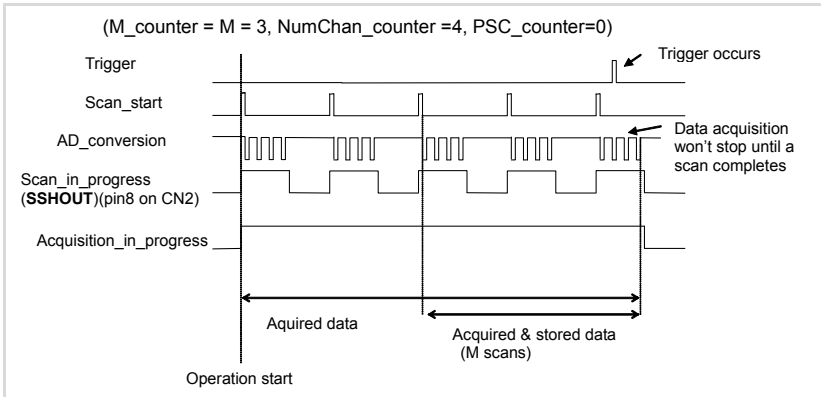 (M_counter = M = 3, NumChan_counter =4, PSC_counter=0)
Trigger
Trigger occurs
Scan_start
AD_conversion
Data acquisition
won't stop until a
scan completes
Scan_in_progress
(SSHOUT)(pin8 on CN2)
Acquisition_in_progress
Aquired data
Acquired & stored data
(M scans)
Operation start